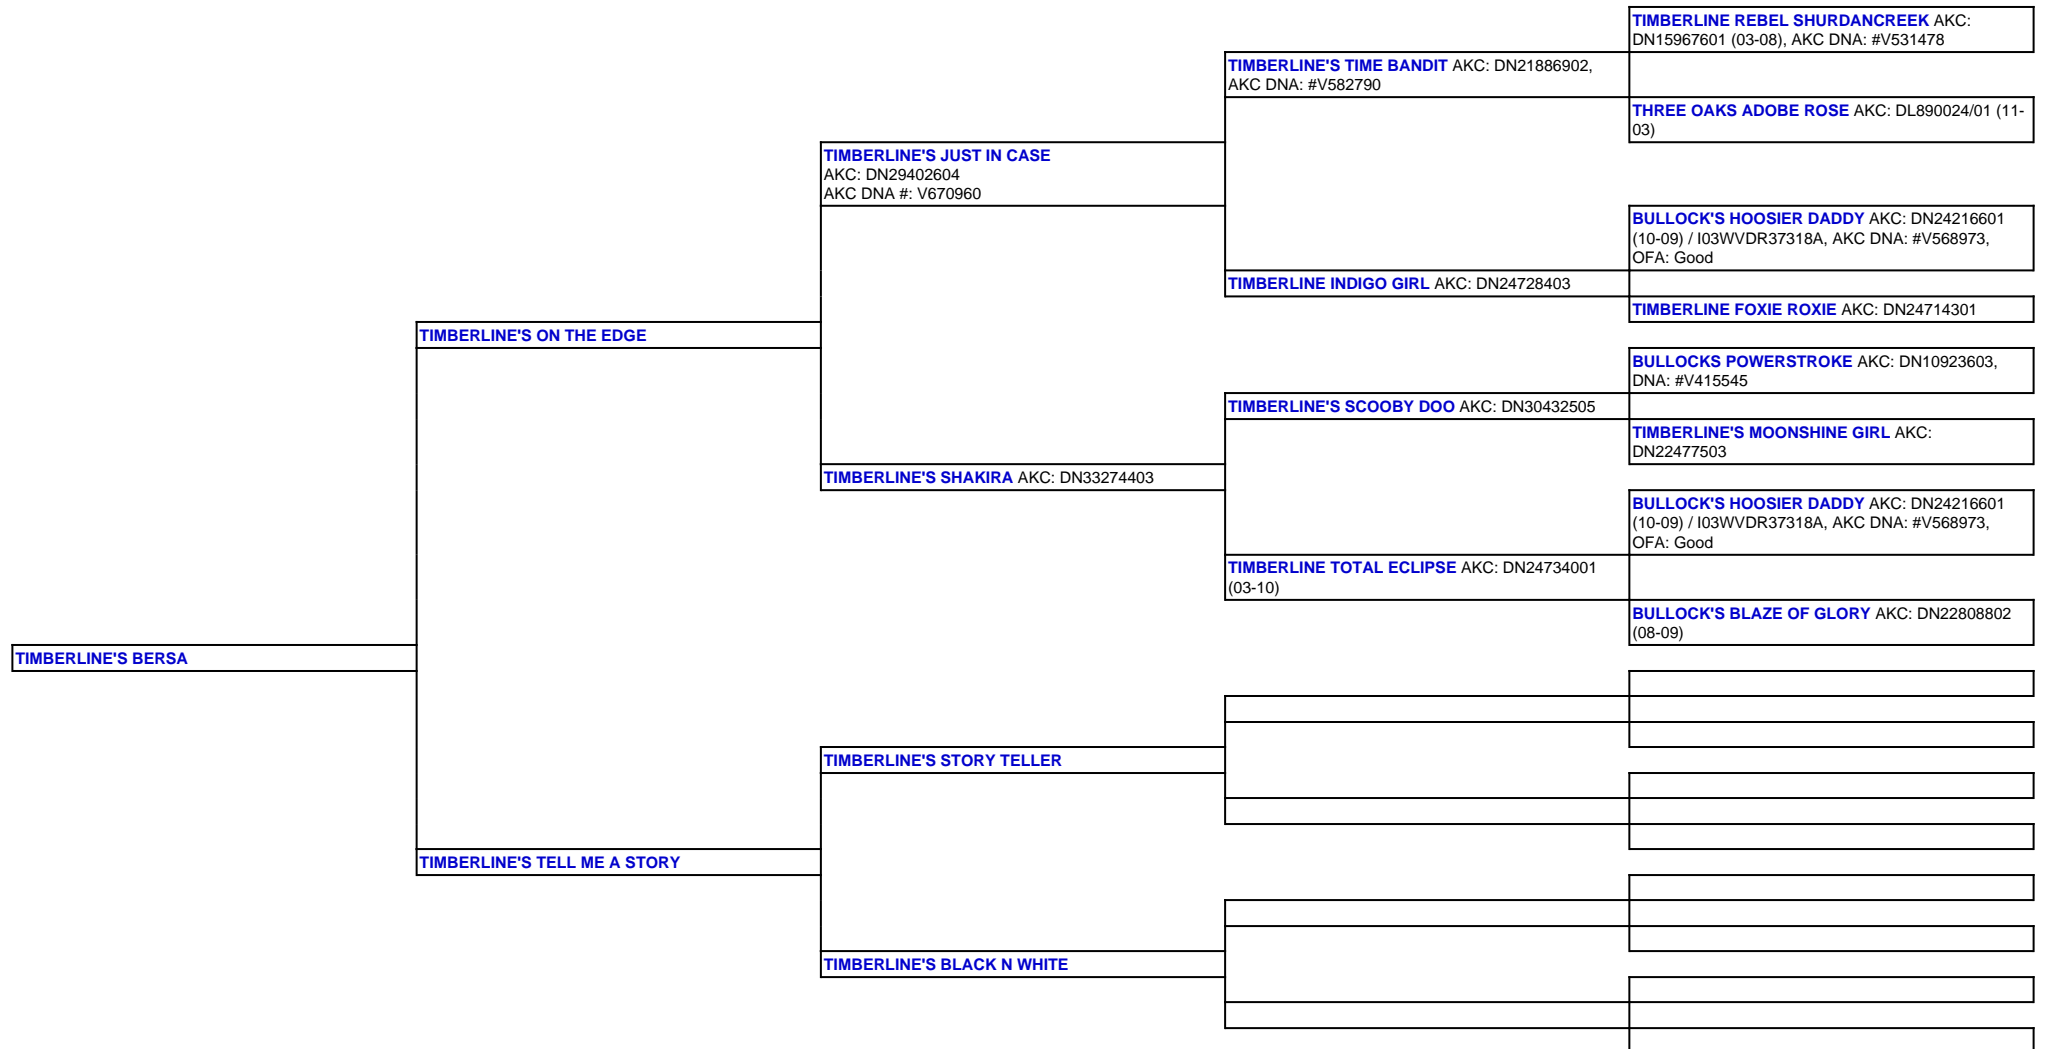 TIMBERLINE REBEL SHURDANCREEK AKC:
DN15967601 (03-08), AKC DNA: #V531478
TIMBERLINE'S TIME BANDIT AKC: DN21886902,
AKC DNA: #V582790
THREE OAKS ADOBE ROSE AKC: DL890024/01 (11-
03)
TIMBERLINE'S JUST IN CASE
AKC: DN29402604
AKC DNA #: V670960
BULLOCK'S HOOSIER DADDY AKC: DN24216601
(10-09) / I03WVDR37318A, AKC DNA: #V568973,
OFA: Good
TIMBERLINE INDIGO GIRL AKC: DN24728403
TIMBERLINE FOXIE ROXIE AKC: DN24714301
TIMBERLINE'S ON THE EDGE
BULLOCKS POWERSTROKE AKC: DN10923603,
DNA: #V415545
TIMBERLINE'S SCOOBY DOO AKC: DN30432505
TIMBERLINE'S MOONSHINE GIRL AKC:
DN22477503
TIMBERLINE'S SHAKIRA AKC: DN33274403
BULLOCK'S HOOSIER DADDY AKC: DN24216601
(10-09) / I03WVDR37318A, AKC DNA: #V568973,
OFA: Good
TIMBERLINE TOTAL ECLIPSE AKC: DN24734001
(03-10)
BULLOCK'S BLAZE OF GLORY AKC: DN22808802
(08-09)
TIMBERLINE'S BERSA
TIMBERLINE'S STORY TELLER
TIMBERLINE'S TELL ME A STORY
TIMBERLINE'S BLACK N WHITE